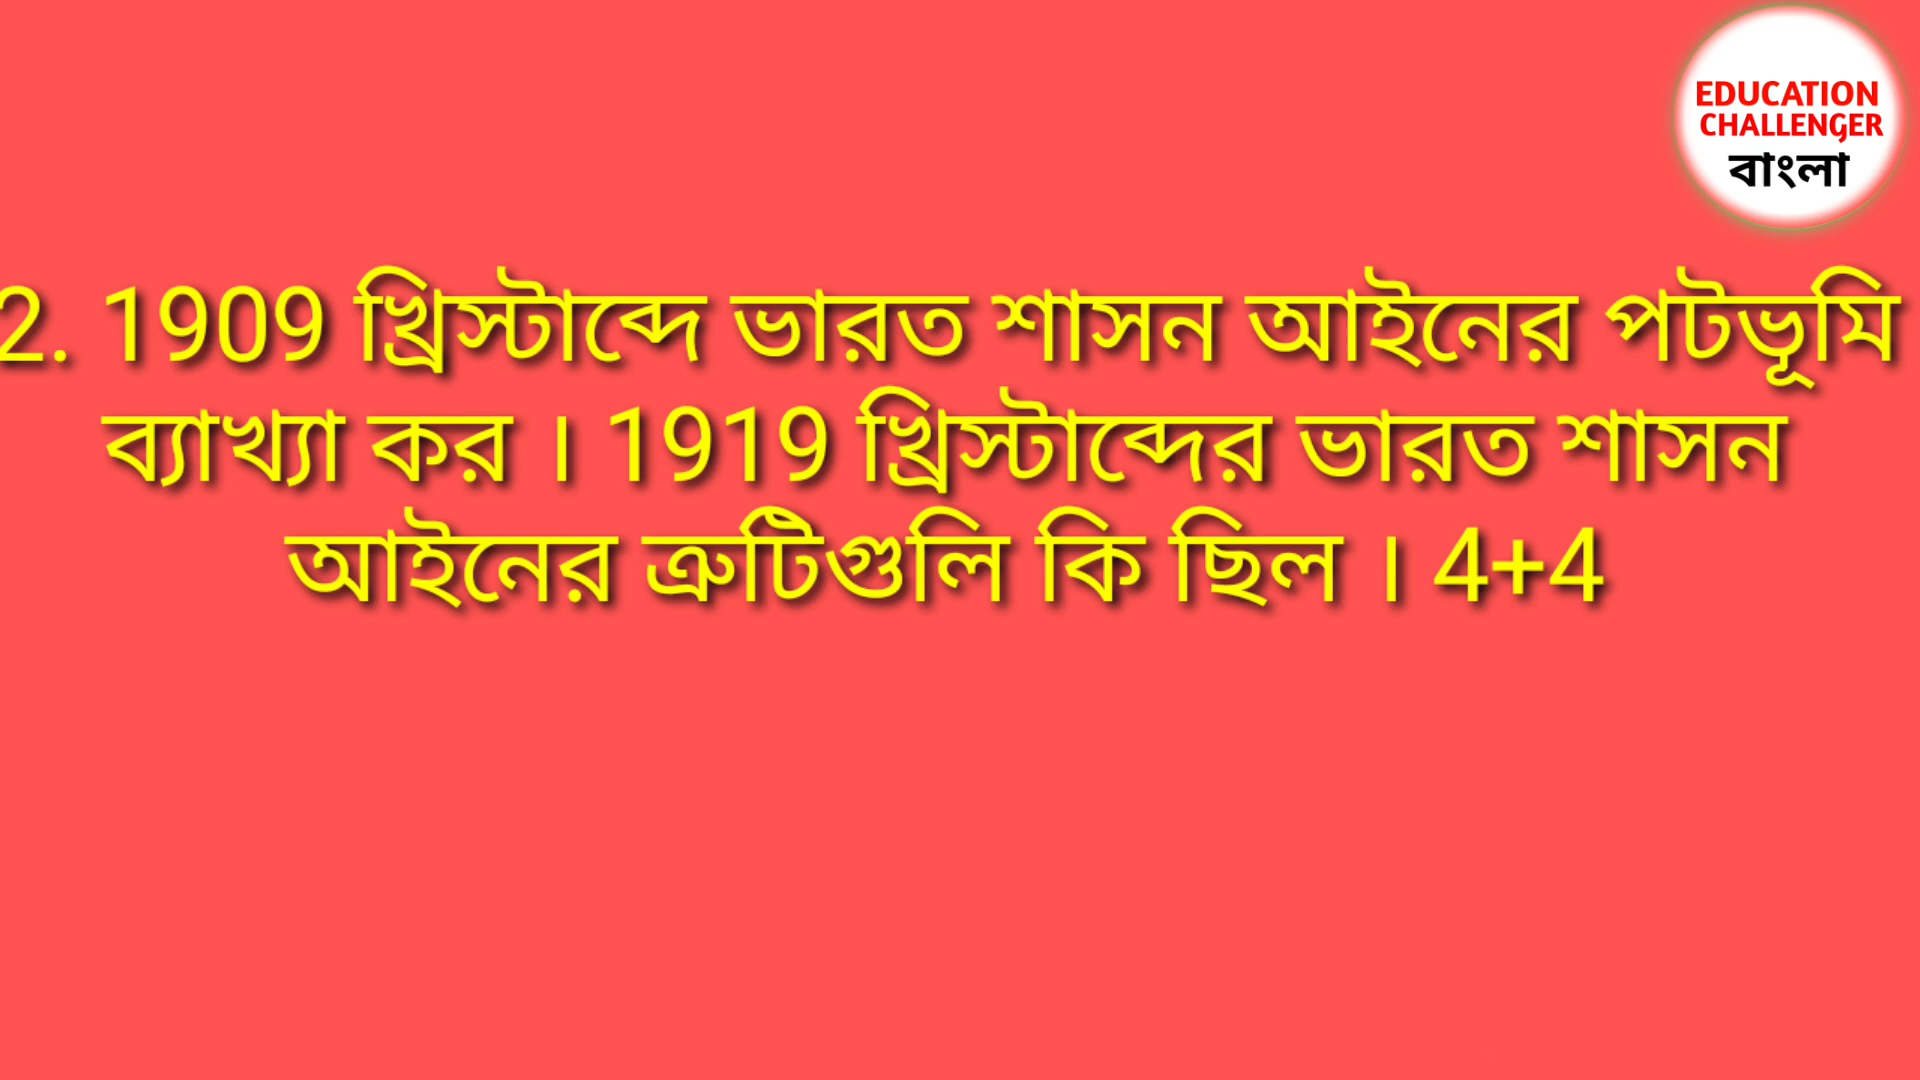 EDUCATION
CHALLENGER
বাংলা
2. 1909 খ্রিস্টাব্দে ভারত শাসন আইনের পটভূমি
ব্যাখ্যা কর । 1919 খ্রিস্টাব্দের ভারত শাসন
আইনের ত্রুটিগুলি কি ছিল । 4+4